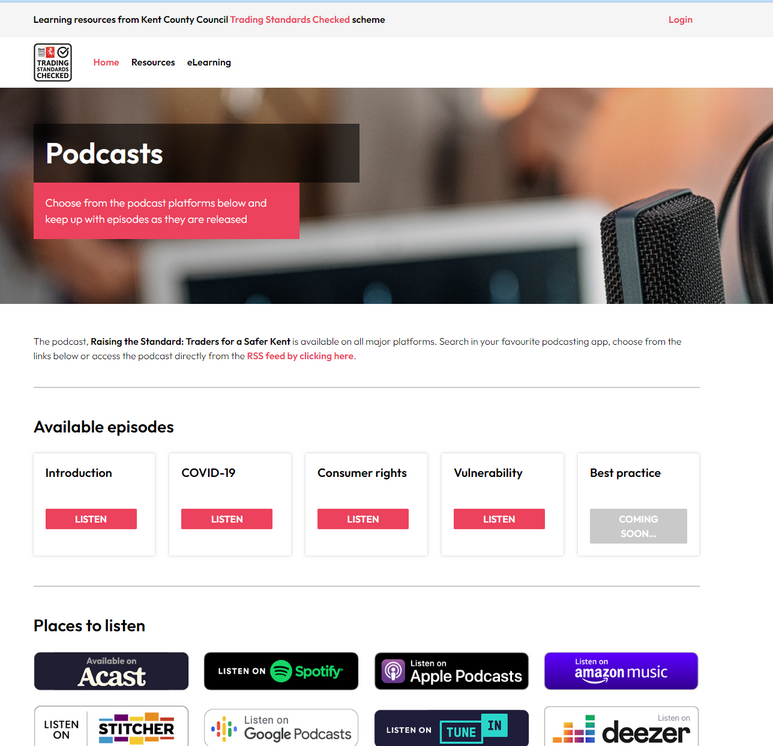 Learning resources from Kent County Council Trading Standards Checked scheme
Login
TRADING
STANDARDS
CHECKED
Home
Resources
eLearning
Podcasts
Choose from the podcast platforms below and
keep up with episodes as they are released
The podcast, Raising the Standard: Traders for a Safer Kent is available on all major platforms. Search in your favourite podcasting app, choose from the
links below or access the podcast directly from the RSS feed by clicking here.
Available episodes
Introduction
COVID-19
Consumer rights
Vulnerability
Best practice
LISTEN
LISTEN
LISTEN
LISTEN
COMING
SOON...
Places to listen
Available on
Acast
LISTEN ON Spotify
Listen on
Apple Podcasts
Listen on
amazon music
LISTEN
ON
STITCHER
Listen on
Google Podcasts
LISTEN ON TUNE IN
Listen on
deezer